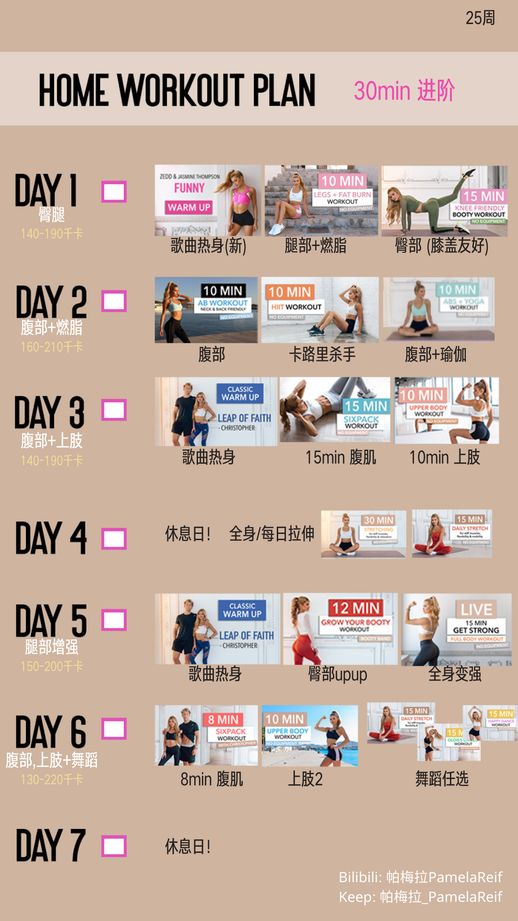 25周
HOME WORKOUT PLAN
30min 进阶
DAY 1
臀腿
140-190千卡
ZEDD & JASMINE THOMPSON
FUNNY
WARM UP
歌曲热身(新)
10 MIN
LEGS + FAT BURN
WORKOUT
NO EQUIPMENT
腿部+燃脂
15 MIN
KNEE FRIENDLY
BOOTY WORKOUT
NO EQUIPMENT
臀部 (膝盖友好)
DAY 2
腹部+燃脂
160-210千卡
10 MIN
AB WORKOUT
NECK & BACK FRIENDLY
腹部
10 MIN
HIIT WORKOUT
NO EQUIPMENT
卡路里杀手
10 MIN
ABS + YOGA
WORKOUT
NO EQUIPMENT
腹部+瑜伽
DAY 3
腹部+上肢
140-190千卡
CLASSIC
WARM UP
LEAP OF FAITH
- CHRISTOPHER
歌曲热身
15 MIN
SIXPACK
WORKOUT
NO EQUIPMENT
15min 腹肌
10 MIN
UPPER BODY
WORKOUT
NO EQUIPMENT
10min 上肢
DAY 4
休息日! 全身/每日拉伸
30 MIN
STRETCHING
15 MIN
DAILY STRETCH
DAY 5
腿部增强
150-200千卡
CLASSIC
WARM UP
LEAP OF FAITH
- CHRISTOPHER
歌曲热身
12 MIN
GROW YOUR BOOTY
WORKOUT
BOOTY BAND
臀部upup
LIVE
15 MIN
GET STRONG
FULL BODY WORKOUT
NO EQUIPMENT
全身变强
DAY 6
腹部,上肢+舞蹈
130-220千卡
8 MIN
SIXPACK
WORKOUT
WITH CHRISTOPHER
8min 腹肌
10 MIN
UPPER BODY
WORKOUT
NO EQUIPMENT
上肢2
15 MIN
DAILY STRETCH
15 MIN
HAPPY DANCE
WORKOUT
舞蹈任选
DAY 7
休息日!
Bilibili: 帕梅拉PamelaReif
Keep: 帕梅拉_PamelaReif